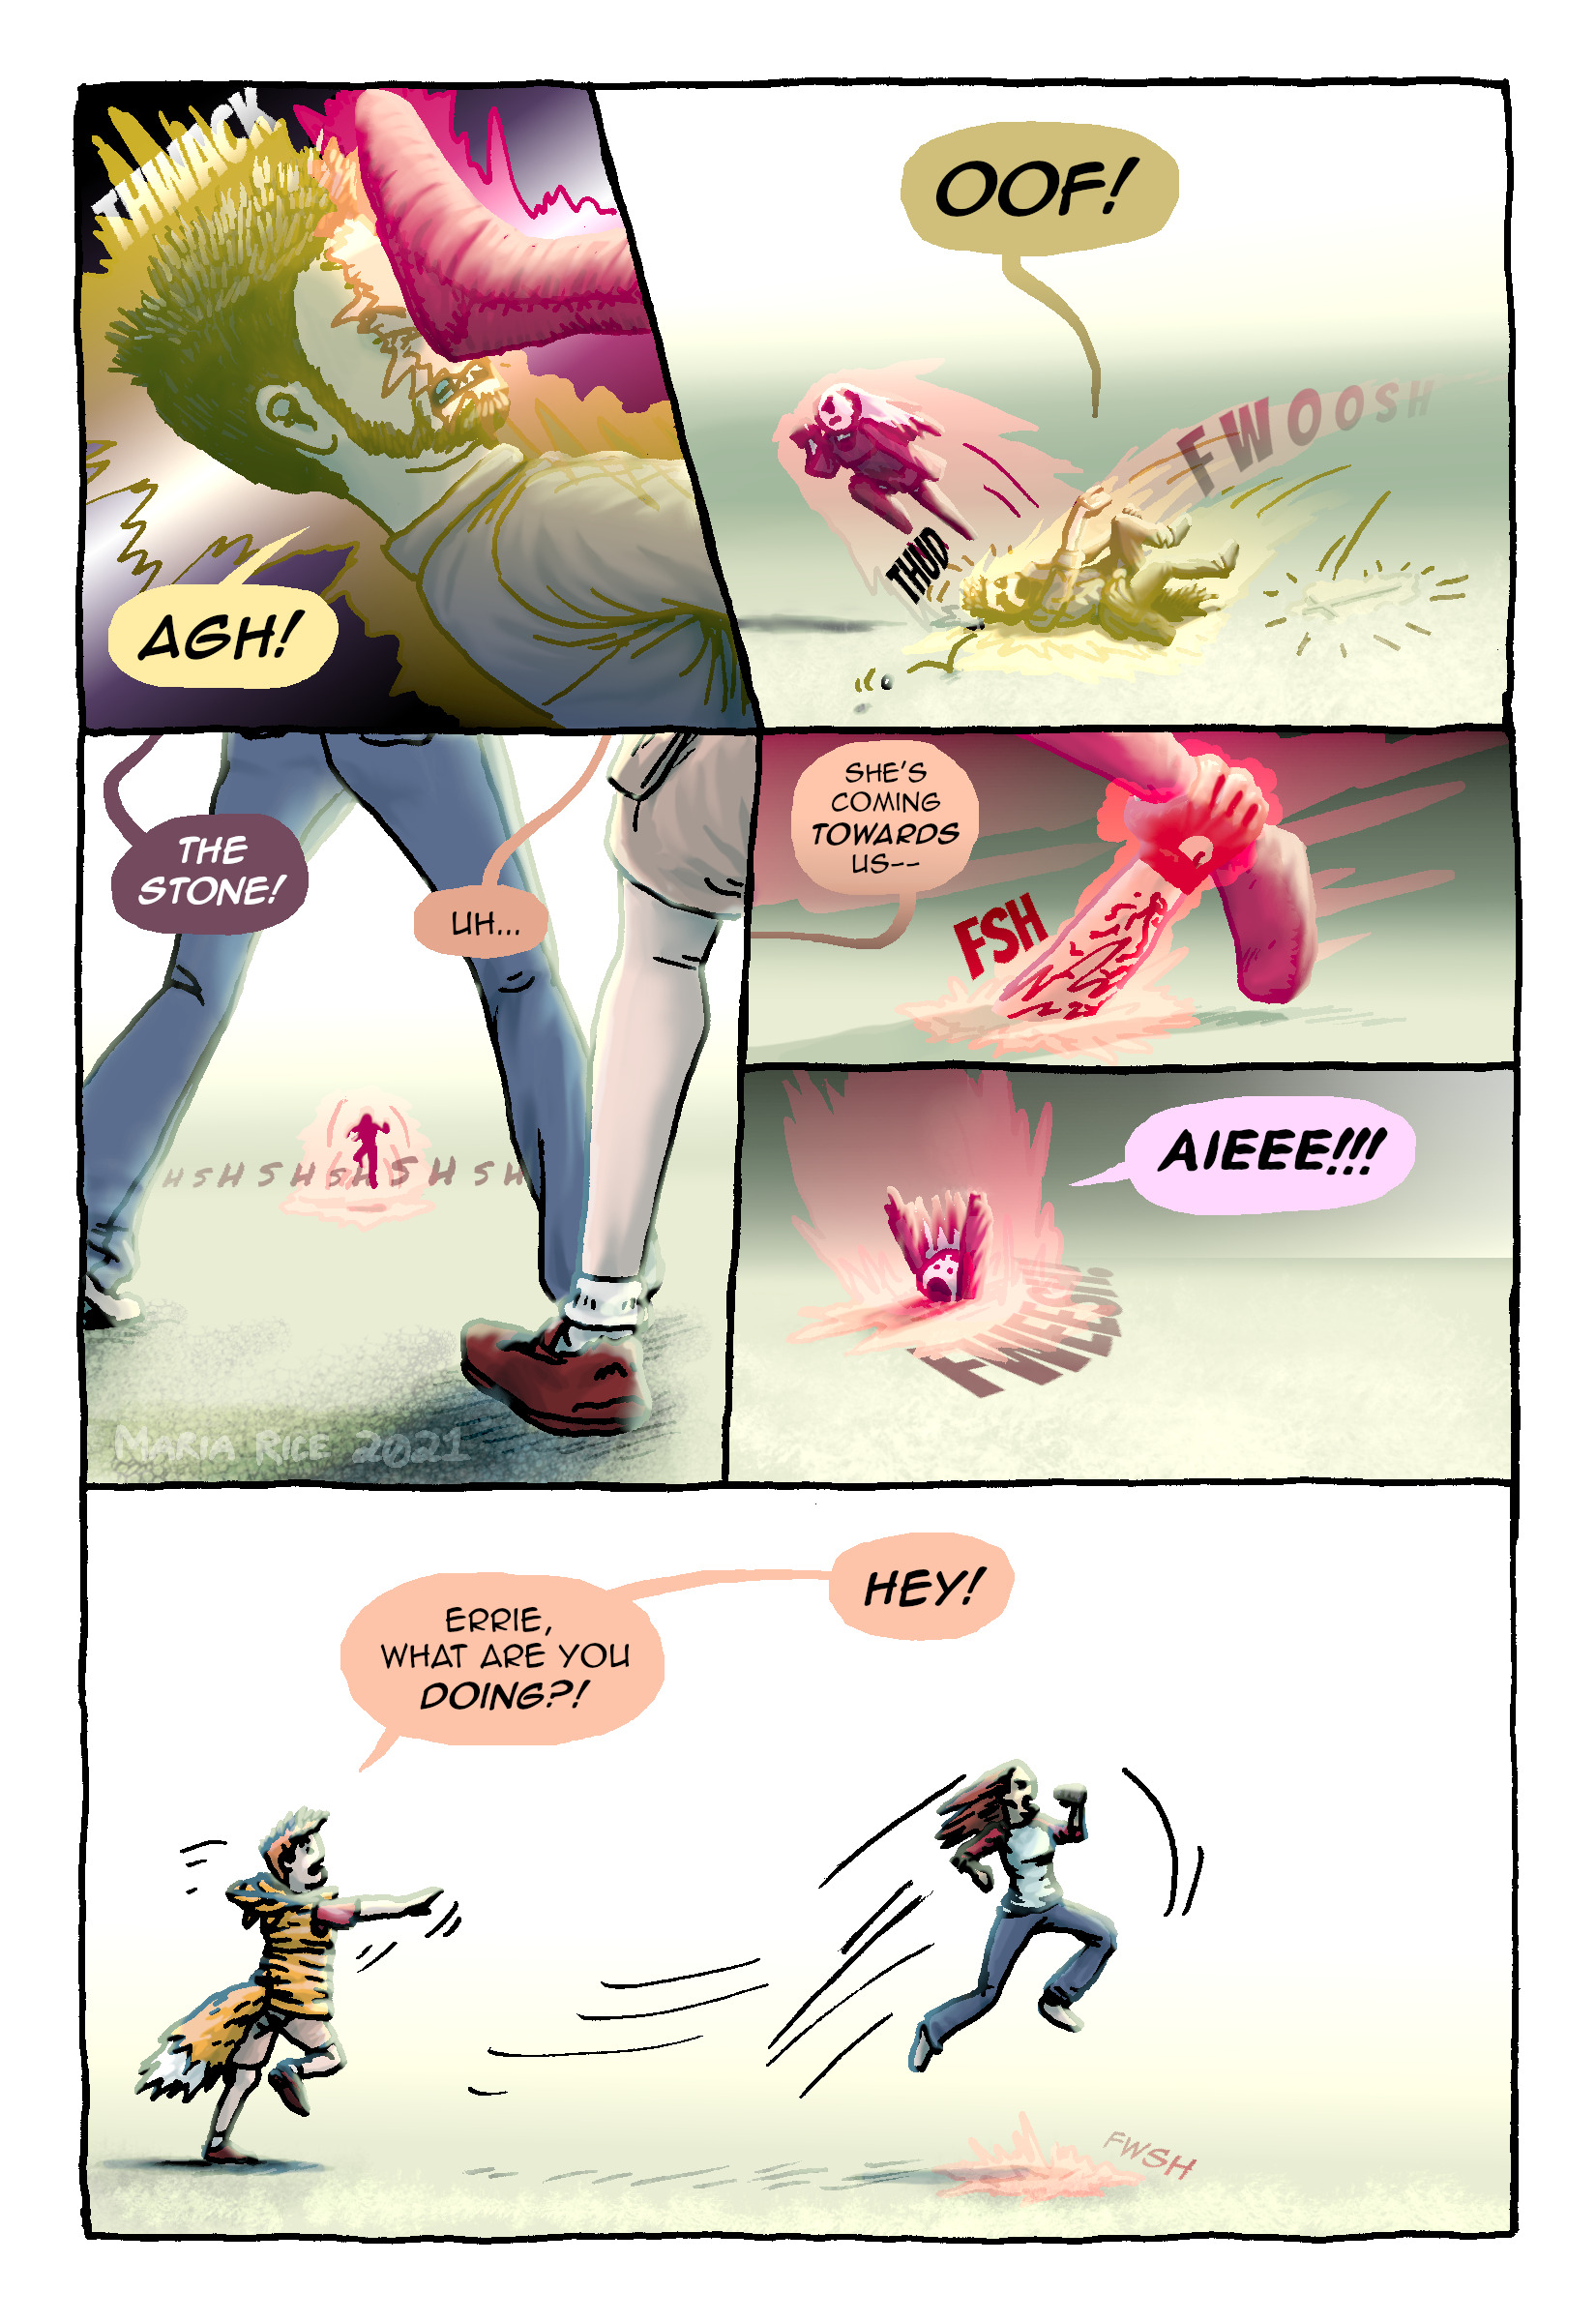 THWACK
AGH!
OOF!
FWOOSH
THUD
THE
STONE!
UH...
HSHSHSHSHSH
MARIA RICE 2021
SHE'S
COMING
TOWARDS
US--
FSH
AIEEE!!!
FWEESH!
HEY!
ERRIE,
WHAT ARE YOU
DOING?!
FWSH